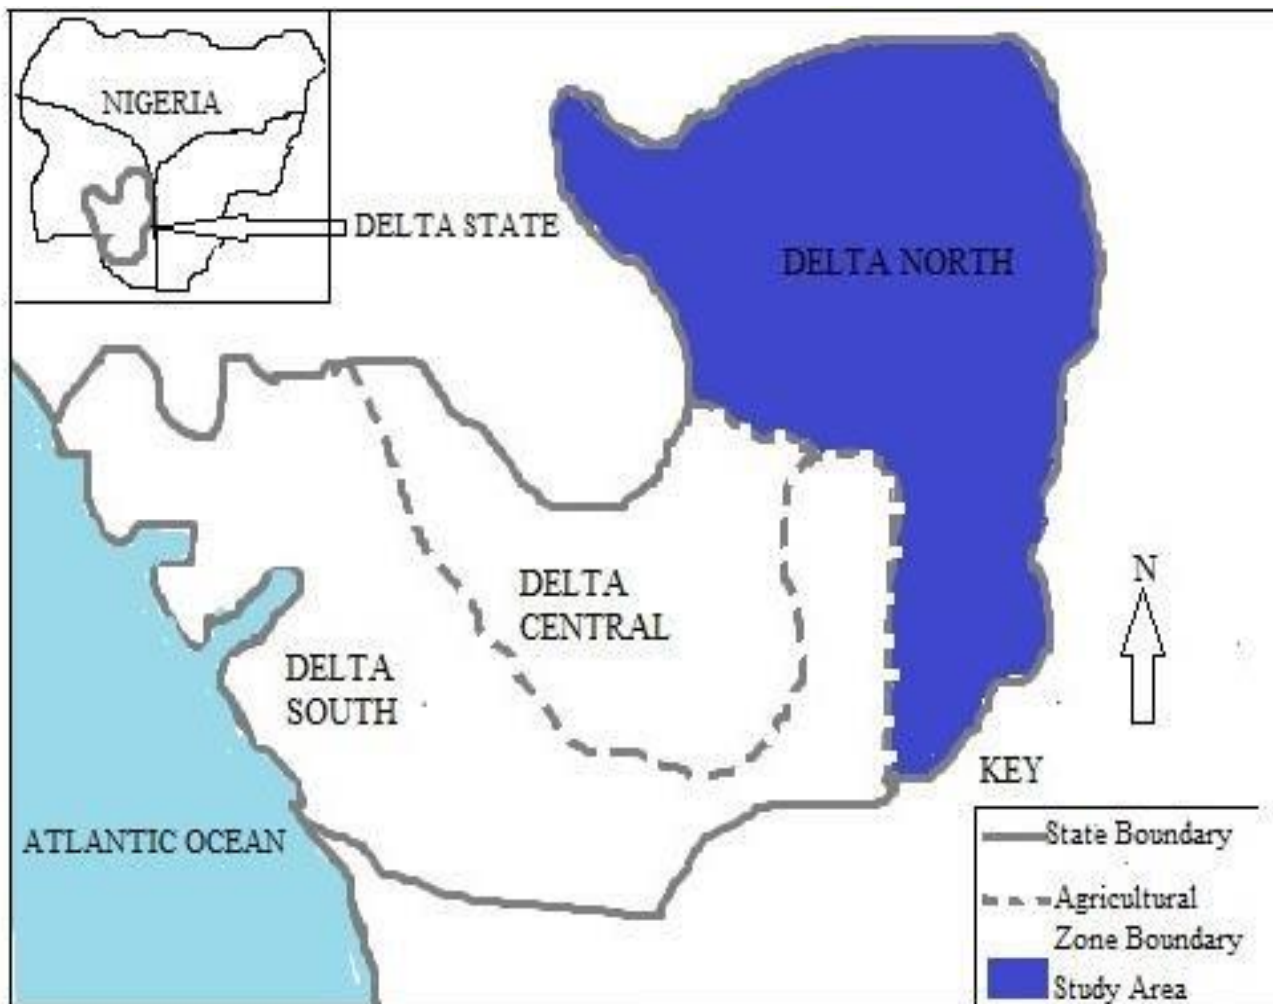 NIGERIA
DELTA STATE
DELTA NORTH
DELTA
CENTRAL
DELTA
SOUTH
ATLANTIC OCEAN
N
KEY
State Boundary
Agricultural
Zone Boundary
Study Area